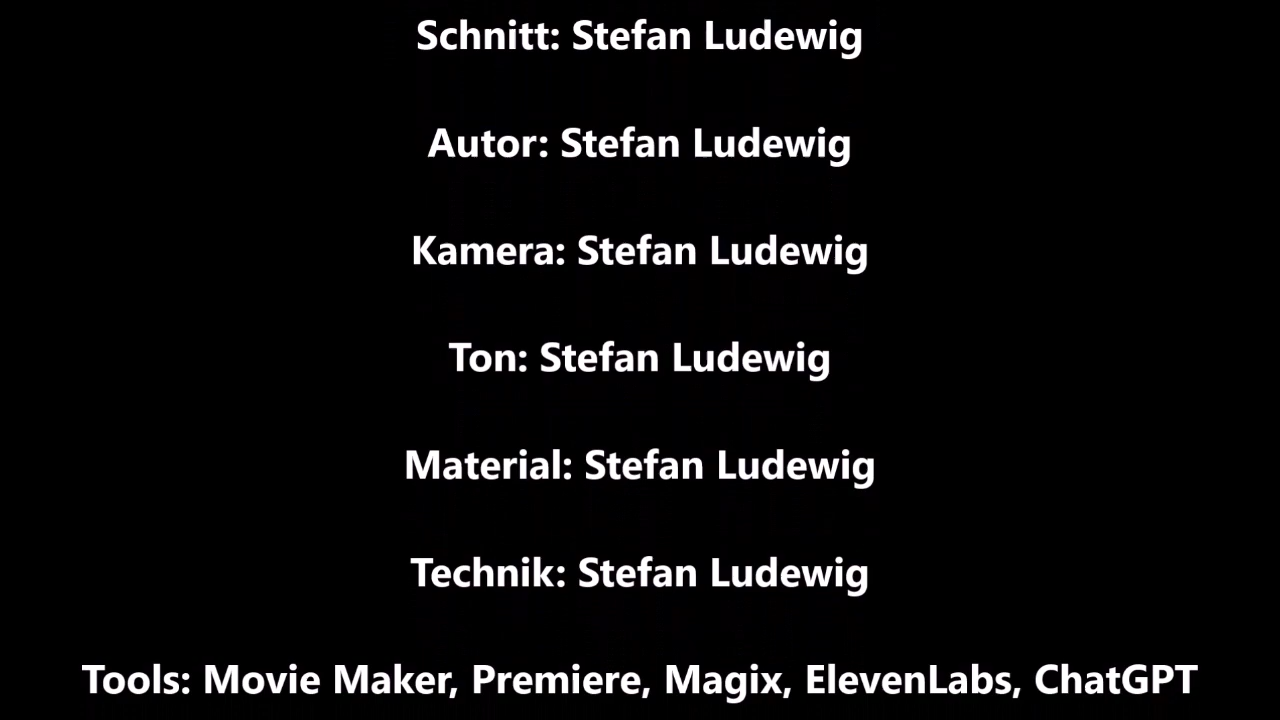 Schnitt: Stefan Ludewig
Autor: Stefan Ludewig
Kamera: Stefan Ludewig
Ton: Stefan Ludewig
Material: Stefan Ludewig
Technik: Stefan Ludewig
Tools: Movie Maker, Premiere, Magix, ElevenLabs, ChatGPT